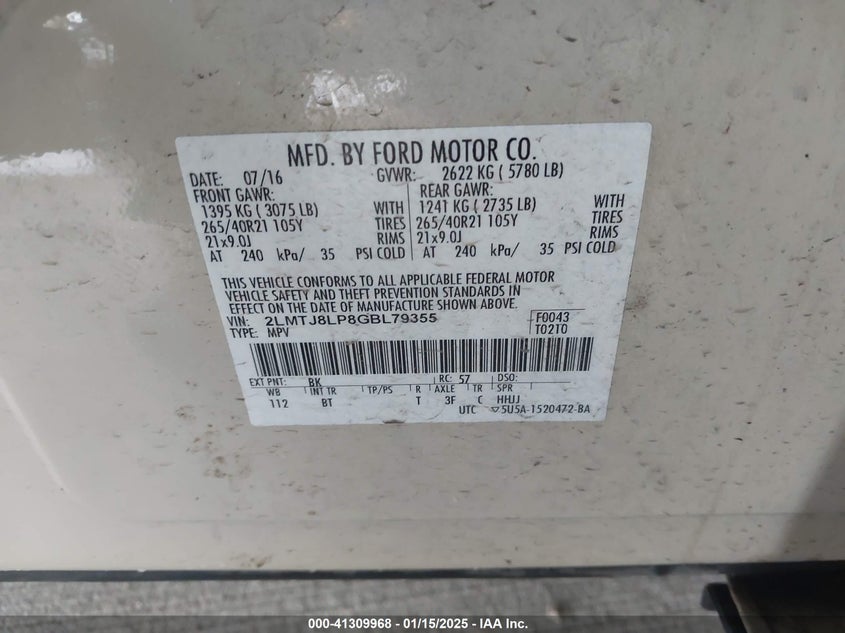 MFD. BY FORD MOTOR CO.
DATE: 07/16 GVWR: 2622 KG ( 5780 LB)
FRONT GAWR: REAR GAWR:
1395 KG ( 3075 LB) WITH 1241 KG ( 2735 LB) WITH
265/40R21 105Y TIRES 265/40R21 105Y TIRES
21x9.0J RIMS 21x9.0J RIMS
AT 240 kPa/ 35 PSI COLD AT 240 kPa/ 35 PSI COLD
THIS VEHICLE CONFORMS TO ALL APPLICABLE FEDERAL MOTOR
VEHICLE SAFETY AND THEFT PREVENTION STANDARDS IN
EFFECT ON THE DATE OF MANUFACTURE SHOWN ABOVE.
VIN: 2LMTJ8LP8GBL79355 F0043
TYPE: MPV T0210
EXT PNT: BK RC: 57 DSO:
WB INT TR TP/PS R AXLE TR SPR
112 BT T 3F C HHJJ
UTC ▽5U5A-1520472-BA
000-41309968 - 01/15/2025 - IAA Inc.